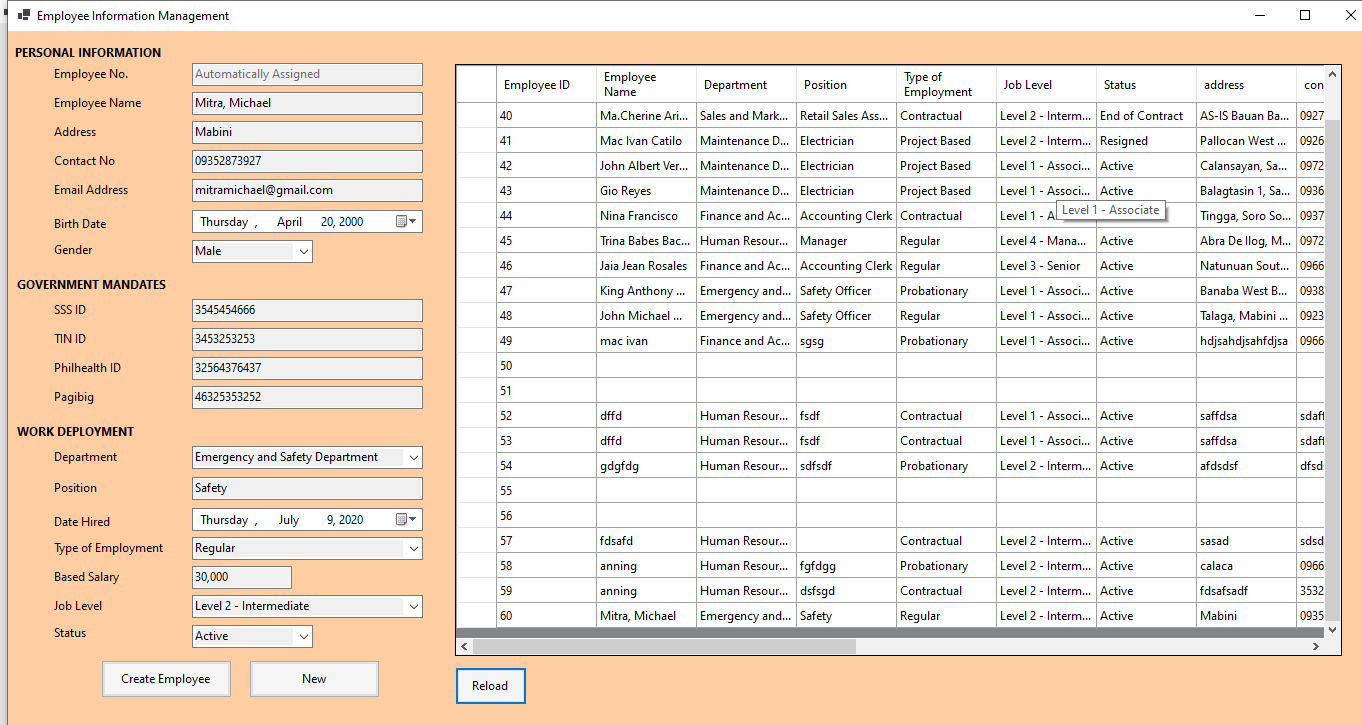 Employee Information Management
PERSONAL INFORMATION
Employee No. Automatically Assigned
Employee Name Mitra, Michael
Address Mabini
Contact No 09352873927
Email Address mitramichael@gmail.com
Birth Date Thursday , April 20, 2000
Gender Male
GOVERNMENT MANDATES
SSS ID 3545454666
TIN ID 3453253253
Philhealth ID 32564376437
Pagibig 46325353252
WORK DEPLOYMENT
Department Emergency and Safety Department
Position Safety
Date Hired Thursday , July 9, 2020
Type of Employment Regular
Based Salary 30,000
Job Level Level 2 - Intermediate
Status Active
Create Employee New
Employee ID Employee Name Department Position Type of Employment Job Level Status address con
40 Ma.Cherine Ari... Sales and Mark... Retail Sales Ass... Contractual Level 2 - Interm... End of Contract AS-IS Bauan Ba... 0927
41 Mac Ivan Catilo Maintenance D... Electrician Project Based Level 2 - Interm... Resigned Pallocan West ... 0926
42 John Albert Ver... Maintenance D... Electrician Project Based Level 1 - Associ... Active Calansayan, Sa... 0972
43 Gio Reyes Maintenance D... Electrician Project Based Level 1 - Associ... Active Balagtasin 1, Sa... 0936
Level 1 - Associate
44 Nina Francisco Finance and Ac... Accounting Clerk Contractual Level 1 - A Tingga, Soro So... 0937
45 Trina Babes Bac... Human Resour... Manager Regular Level 4 - Mana... Active Abra De Ilog, M... 0972
46 Jaia Jean Rosales Finance and Ac... Accounting Clerk Regular Level 3 - Senior Active Natunuan Sout... 0966
47 King Anthony ... Emergency and... Safety Officer Probationary Level 1 - Associ... Active Banaba West B... 0938
48 John Michael ... Emergency and... Safety Officer Regular Level 1 - Associ... Active Talaga, Mabini ... 0923
49 mac ivan Finance and Ac... sgsg Probationary Level 1 - Associ... Active hdjsahdjsahfdjsa 0966
50
51
52 dffd Human Resour... fsdf Contractual Level 1 - Associ... Active saffdsa sdaff
53 dffd Human Resour... fsdf Contractual Level 1 - Associ... Active saffdsa sdaff
54 gdgfdg Human Resour... sdfsdf Probationary Level 2 - Interm... Active afdsdsf dfsd
55
56
57 fdsafd Human Resour... Contractual Level 2 - Interm... Active sasad sdsd
58 anning Human Resour... fgfdgg Probationary Level 2 - Interm... Active calaca 0966
59 anning Human Resour... dsfsgd Contractual Level 2 - Interm... Active fdsafsadf 3532
60 Mitra, Michael Emergency and... Safety Regular Level 2 - Interm... Active Mabini 0935
Reload